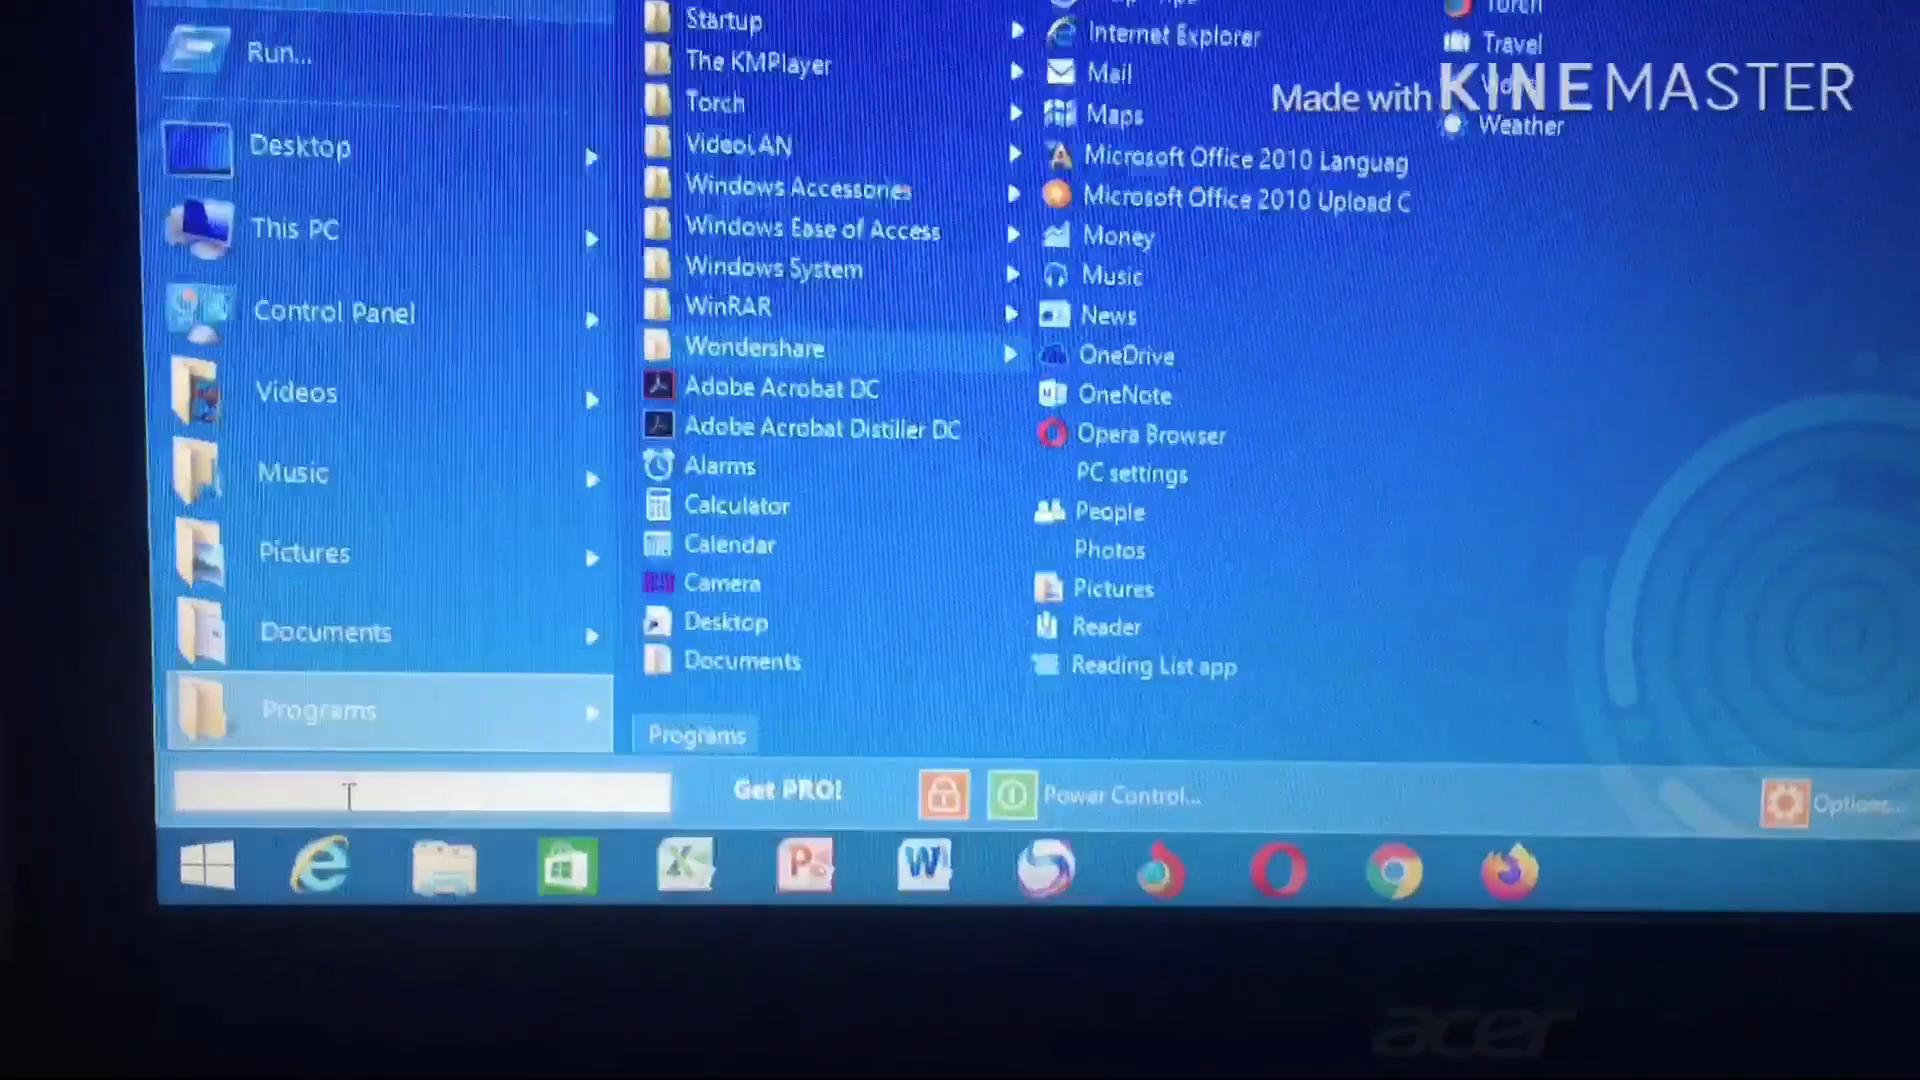 Run...
Desktop
This PC
Control Panel
Videos
Music
Pictures
Documents
Programs
Startup
The KMPlayer
Torch
VideoLAN
Windows Accessories
Windows Ease of Access
Windows System
WinRAR
Wondershare
Adobe Acrobat DC
Adobe Acrobat Distiller DC
Alarms
Calculator
Calendar
Camera
Desktop
Documents
Programs
Internet Explorer
Mail
Maps
Microsoft Office 2010 Languag
Microsoft Office 2010 Upload C
Money
Music
News
OneDrive
OneNote
Opera Browser
PC settings
People
Photos
Pictures
Reader
Reading List app
Torch
Travel
Weather
Made with KINEMASTER
Get PRO!
Power Control...
Options...
acer